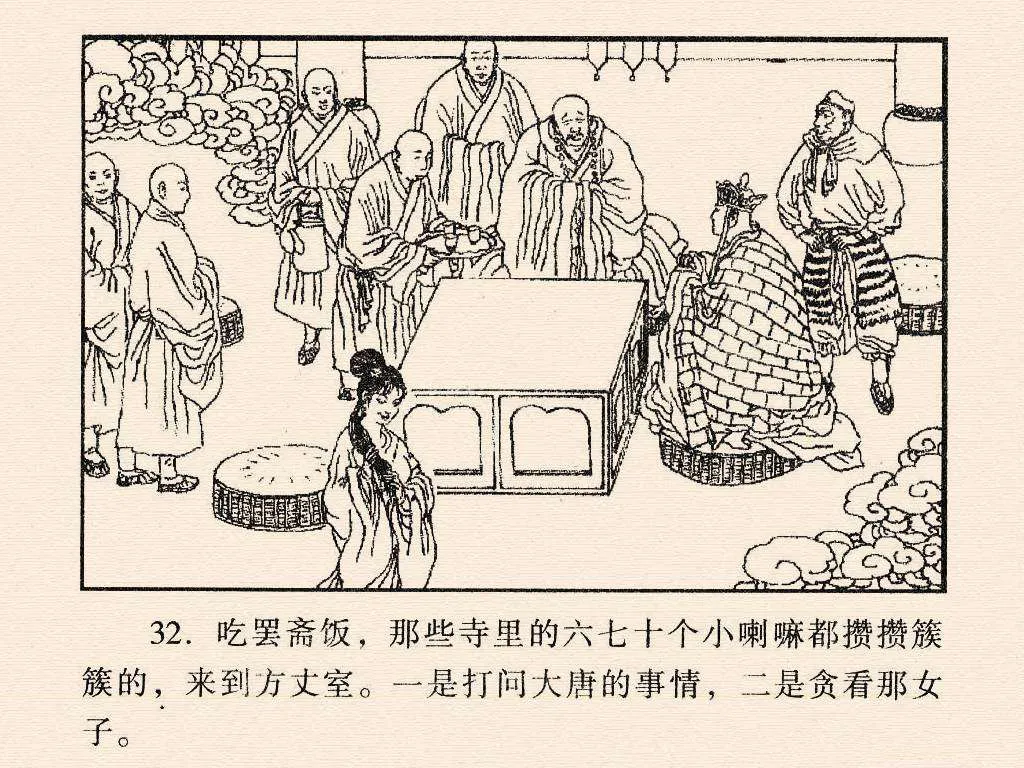 32. 吃罢斋饭，那些寺里的六七十个小喇嘛都攒攒簇
簇的，来到方丈室。一是打问大唐的事情，二是贪看那女
子。